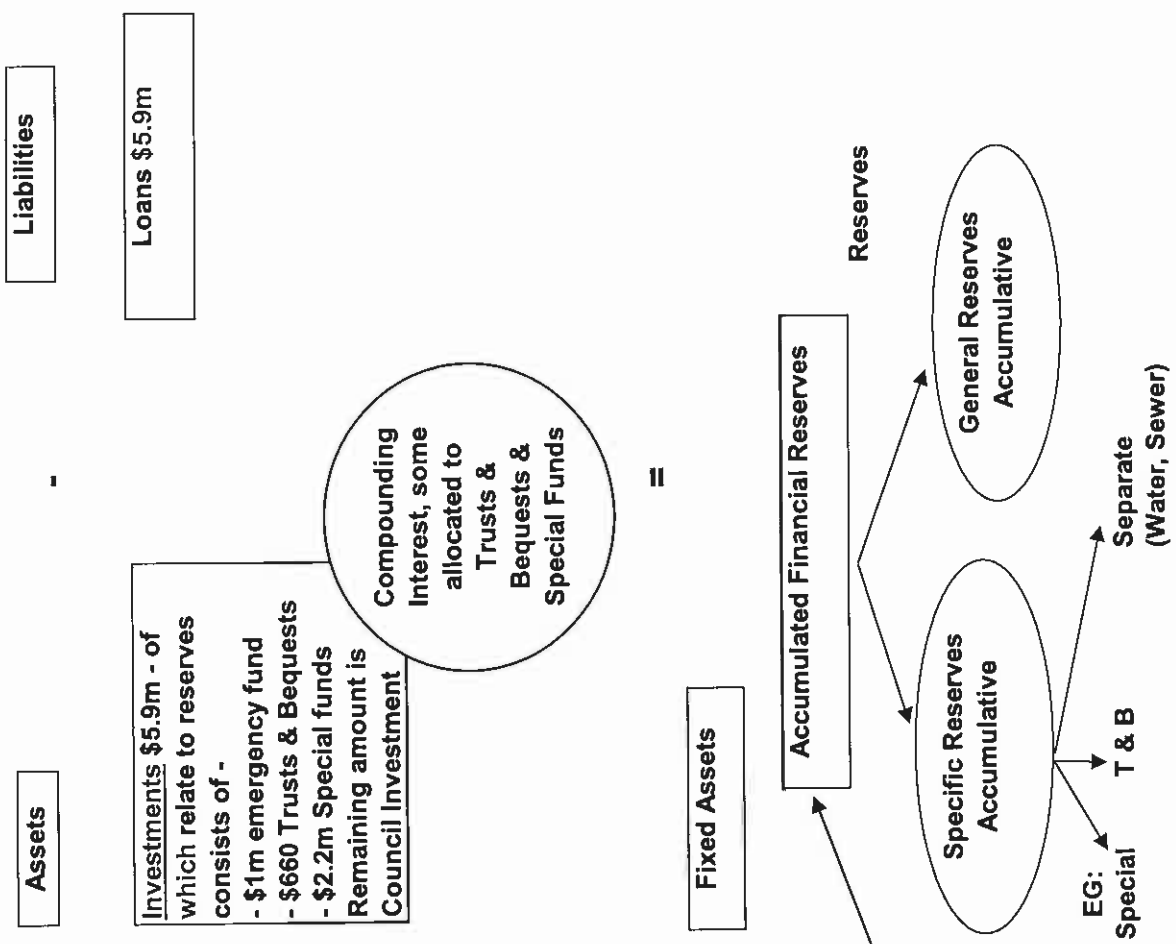 Assets
-
Liabilities
Investments $5.9m - of
which relate to reserves
consists of -
- $1m emergency fund
- $660 Trusts & Bequests
- $2.2m Special funds
Remaining amount is
Council Investment
Loans $5.9m
Compounding
Interest, some
allocated to
Trusts &
Bequests &
Special Funds
=
Fixed Assets
Accumulated Financial Reserves
Reserves
Specific Reserves
Accumulative
General Reserves
Accumulative
EG:
Special
T & B
Separate
(Water, Sewer)